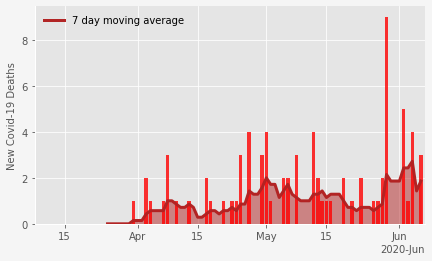 7 day moving average
New Covid-19 Deaths
8
6
4
2
0
15
Apr
15
May
15
Jun
2020-Jun